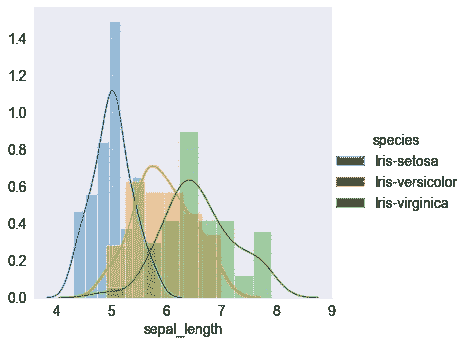 1.4
1.2
1.0
0.8
0.6
0.4
0.2
0.0
4 5 6 7 8 9
sepal_length
species
Iris-setosa
Iris-versicolor
Iris-virginica